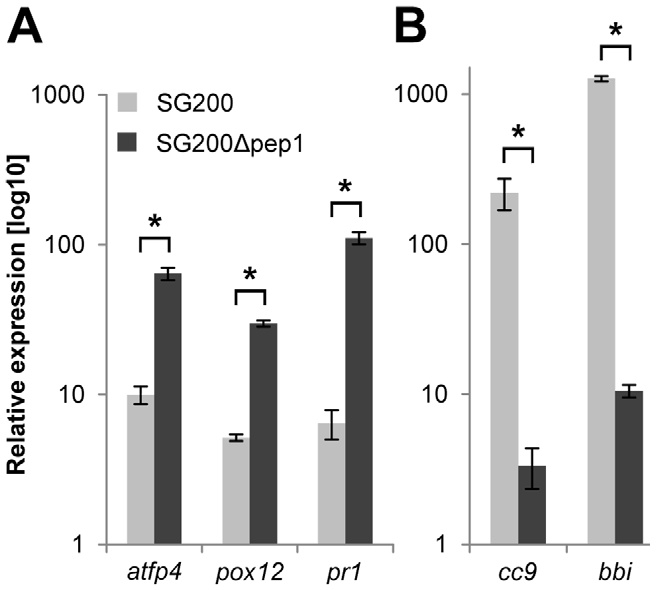 A
B
Relative expression [log10]
1000
100
10
1
SG200
SG200Δpep1
*
*
*
atfp4
pox12
pr1
1000
100
10
1
*
*
cc9
bbi